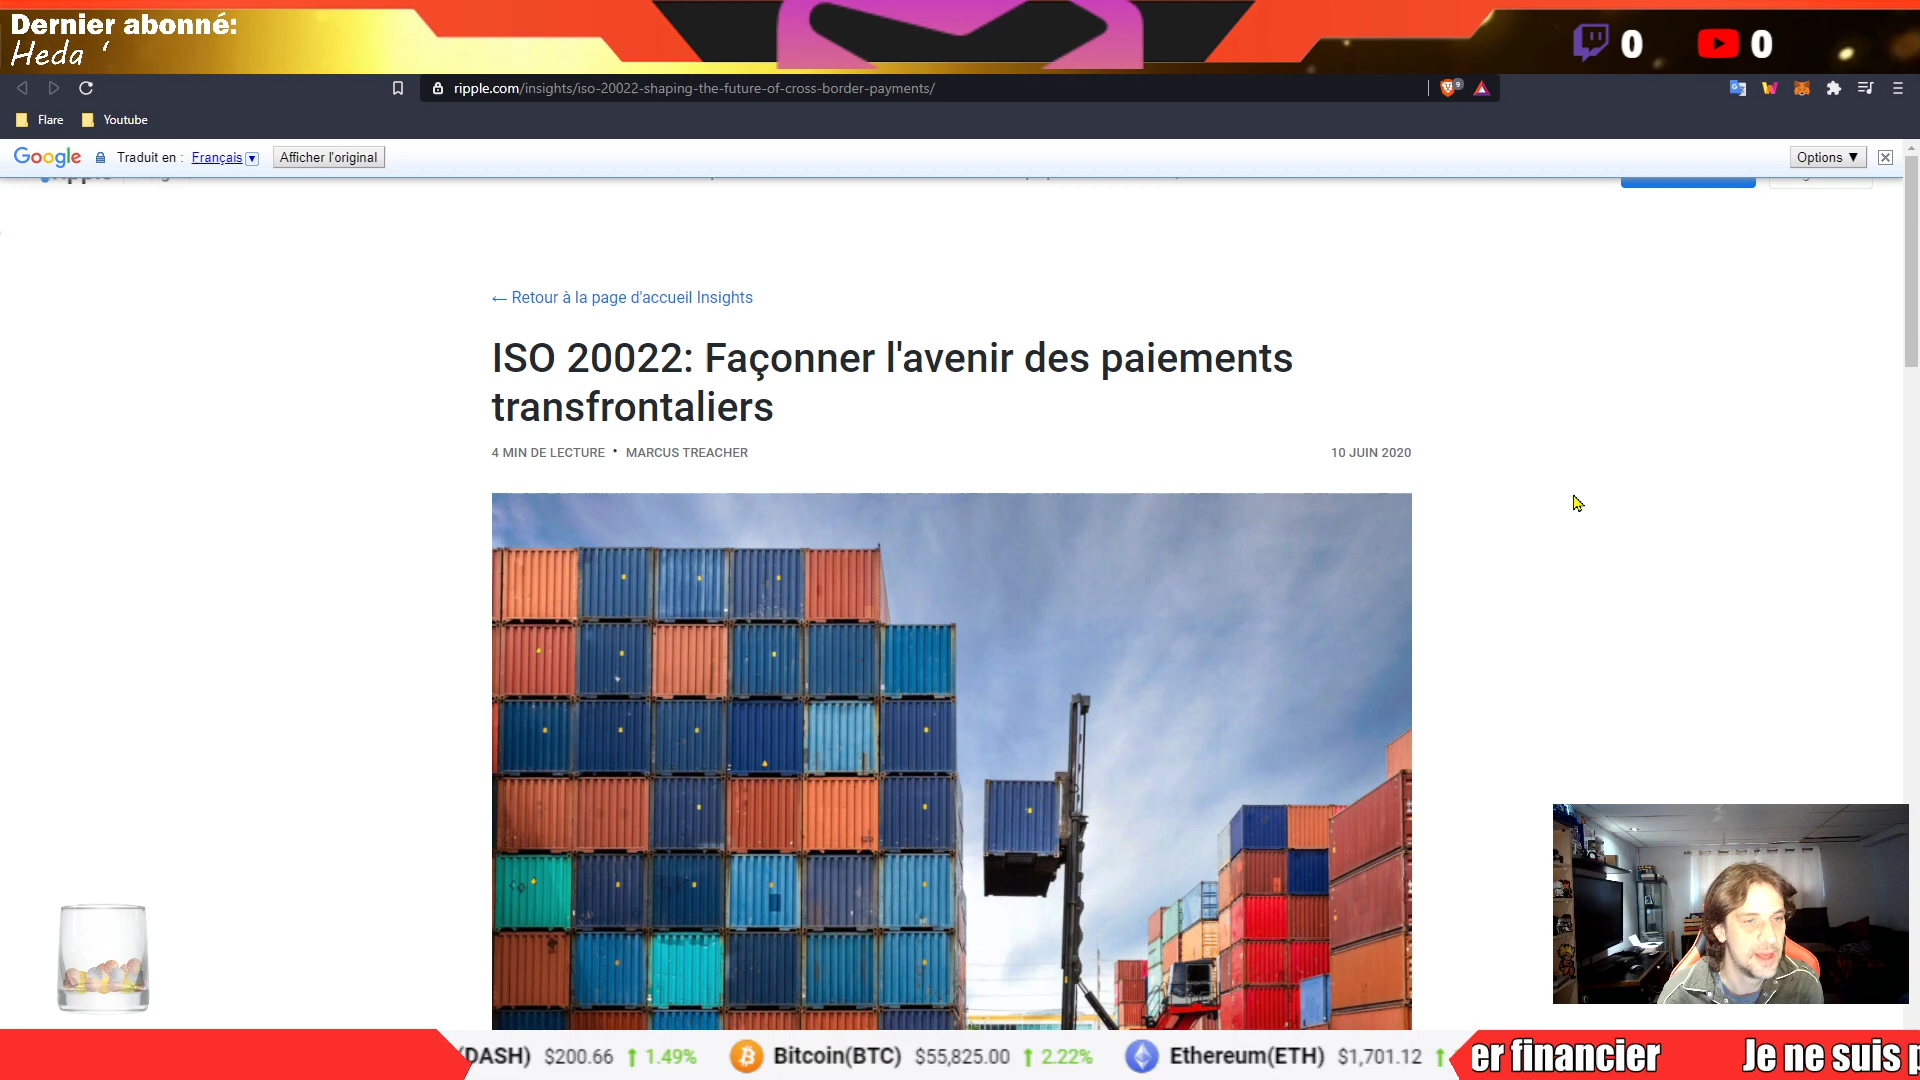 Dernier abonné:
Heda ‘
0
0
ripple.com/insights/iso-20022-shaping-the-future-of-cross-border-payments/
9
Flare
Youtube
Google
Traduit en :
Français
Afficher l'original
Options ▼
← Retour à la page d'accueil Insights
ISO 20022: Façonner l'avenir des paiements
transfrontaliers
4 MIN DE LECTURE • MARCUS TREACHER
10 JUIN 2020
(DASH) $200.66 ↑ 1.49% Bitcoin(BTC) $55,825.00 ↑ 2.22% Ethereum(ETH) $1,701.12 ↑
er financier Je ne suis p